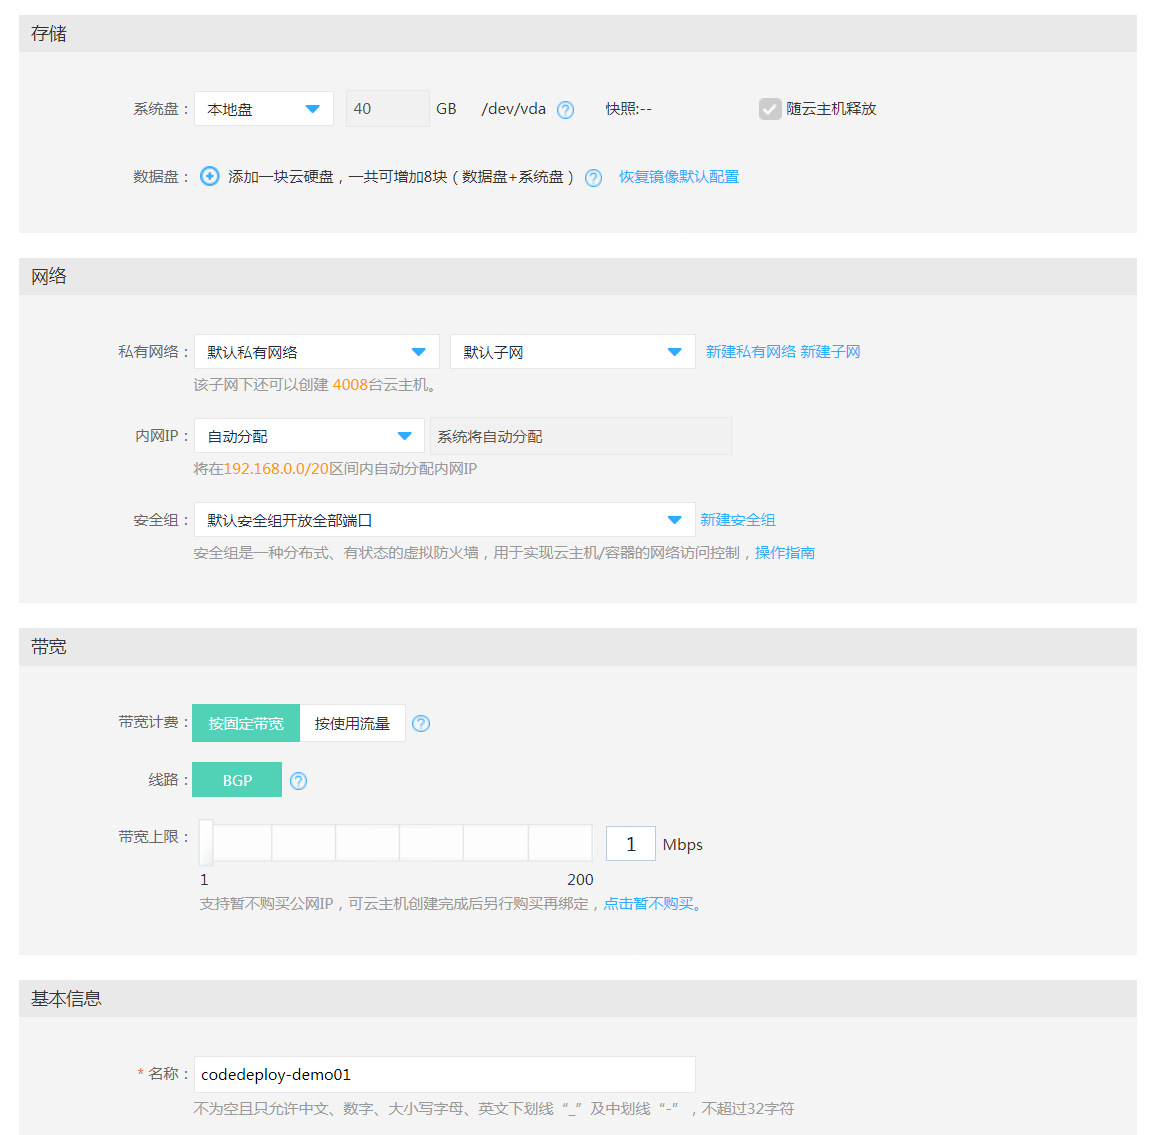 存储
系统盘： 本地盘 40 GB /dev/vda ? 快照:-- 随云主机释放
数据盘： 添加一块云硬盘，一共可增加8块（数据盘+系统盘） ? 恢复镜像默认配置
网络
私有网络： 默认私有网络 默认子网 新建私有网络 新建子网
该子网下还可以创建 4008台云主机。
内网IP： 自动分配 系统将自动分配
将在192.168.0.0/20区间内自动分配内网IP
安全组： 默认安全组开放全部端口 新建安全组
安全组是一种分布式、有状态的虚拟防火墙，用于实现云主机/容器的网络访问控制，操作指南
带宽
带宽计费： 按固定带宽 按使用流量 ?
线路： BGP ?
带宽上限： 1 Mbps
1 200
支持暂不购买公网IP，可云主机创建完成后另行购买再绑定，点击暂不购买。
基本信息
* 名称： codedeploy-demo01
不为空且只允许中文、数字、大小写字母、英文下划线“_”及中划线“-”，不超过32字符